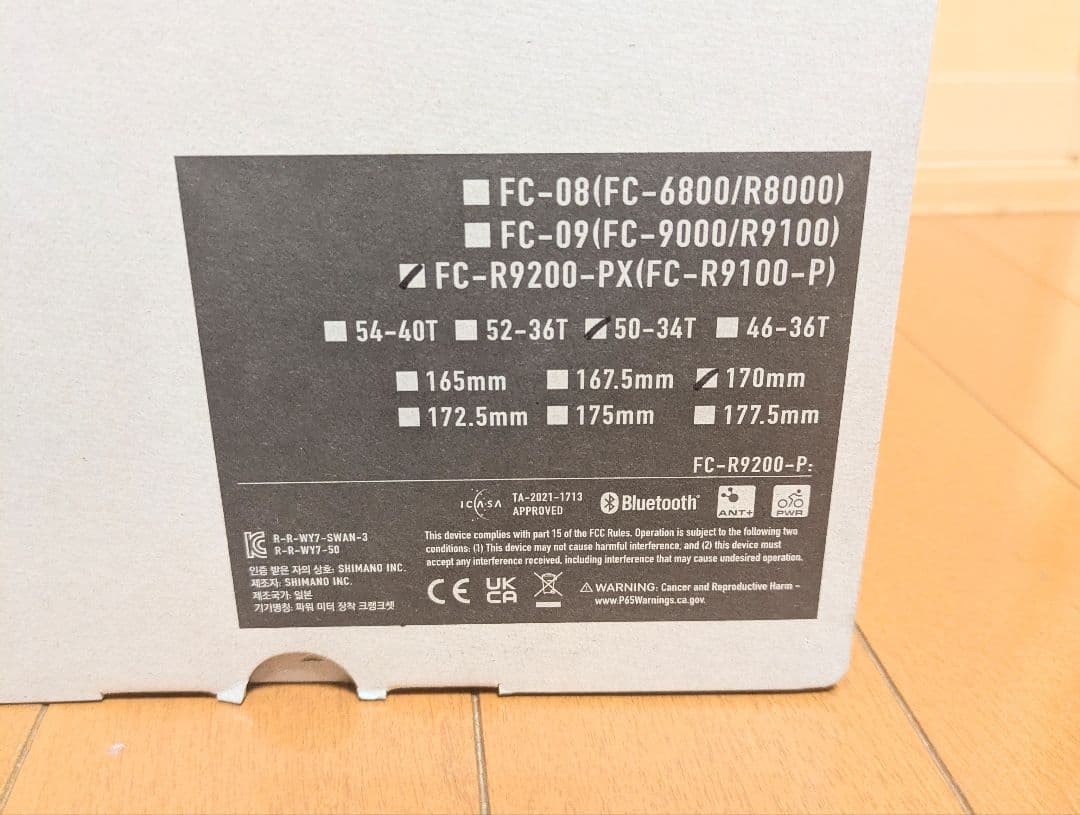 FC-08(FC-6800/R8000)
FC-09(FC-9000/R9100)
FC-R9200-PX(FC-R9100-P)
54-40T 52-36T 50-34T 46-36T
165mm 167.5mm 170mm
172.5mm 175mm 177.5mm
FC-R9200-P:
ICASA TA-2021-1713 APPROVED Bluetooth ANT+ PWR
R-R-WY7-SWAN-3
R-R-WY7-50
인증 받은 자의 상호: SHIMANO INC.
제조자: SHIMANO INC.
제조국가: 일본
기기명칭: 파워 미터 장착 크랭크셋
This device complies with part 15 of the FCC Rules. Operation is subject to the following two
conditions: (1) This device may not cause harmful interference, and (2) this device must
accept any interference received, including interference that may cause undesired operation.
CE UK CA WARNING: Cancer and Reproductive Harm -
www.P65Warnings.ca.gov.